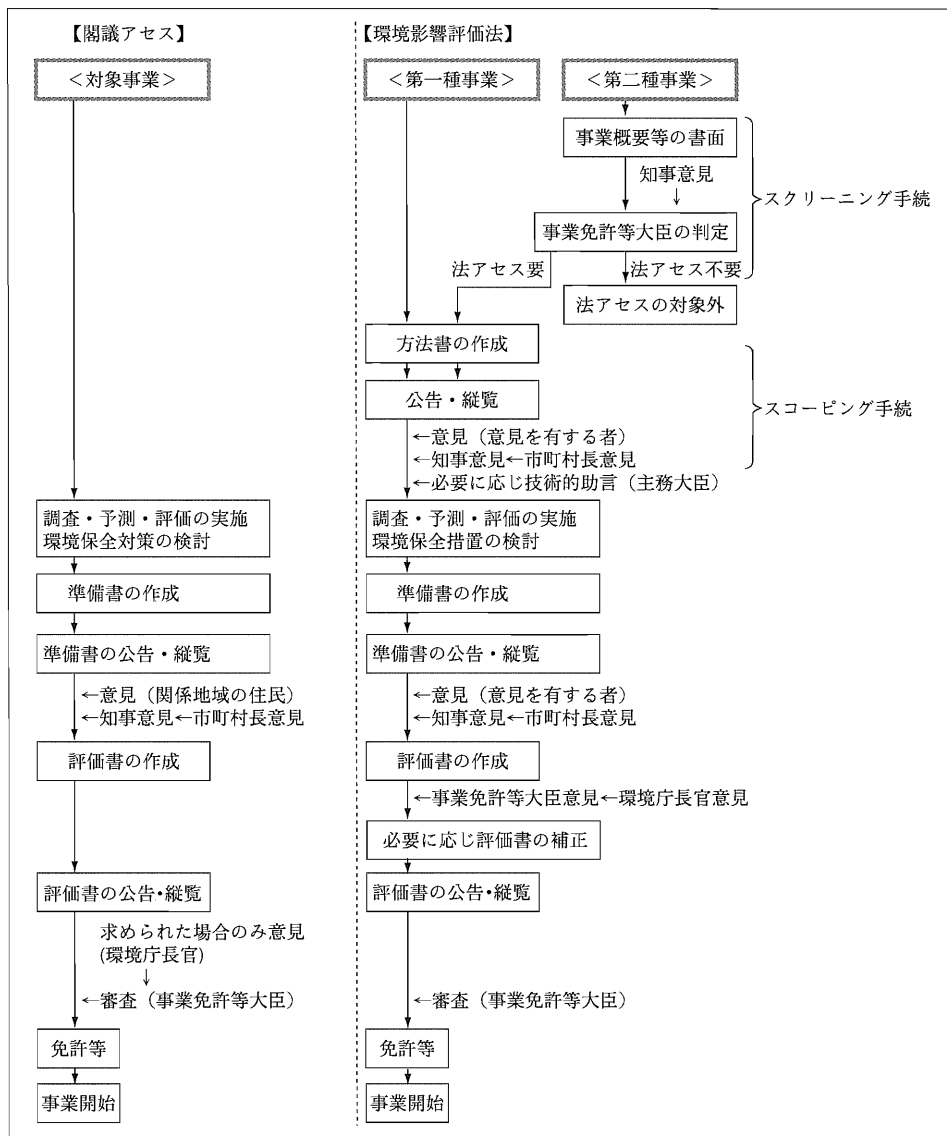 【閣議アセス】
＜対象事業＞
調査・予測・評価の実施
環境保全対策の検討
準備書の作成
準備書の公告・縦覧
←意見（関係地域の住民）
←知事意見←市町村長意見
評価書の作成
評価書の公告・縦覧
求められた場合のみ意見
(環境庁長官)
↓
←審査（事業免許等大臣）
免許等
事業開始
【環境影響評価法】
＜第一種事業＞
＜第二種事業＞
事業概要等の書面
知事意見
↓
事業免許等大臣の判定
スクリーニング手続
法アセス要
法アセス不要
法アセスの対象外
方法書の作成
公告・縦覧
スコーピング手続
←意見（意見を有する者）
←知事意見←市町村長意見
←必要に応じ技術的助言（主務大臣）
調査・予測・評価の実施
環境保全措置の検討
準備書の作成
準備書の公告・縦覧
←意見（意見を有する者）
←知事意見←市町村長意見
評価書の作成
←事業免許等大臣意見←環境庁長官意見
必要に応じ評価書の補正
評価書の公告・縦覧
←審査（事業免許等大臣）
免許等
事業開始